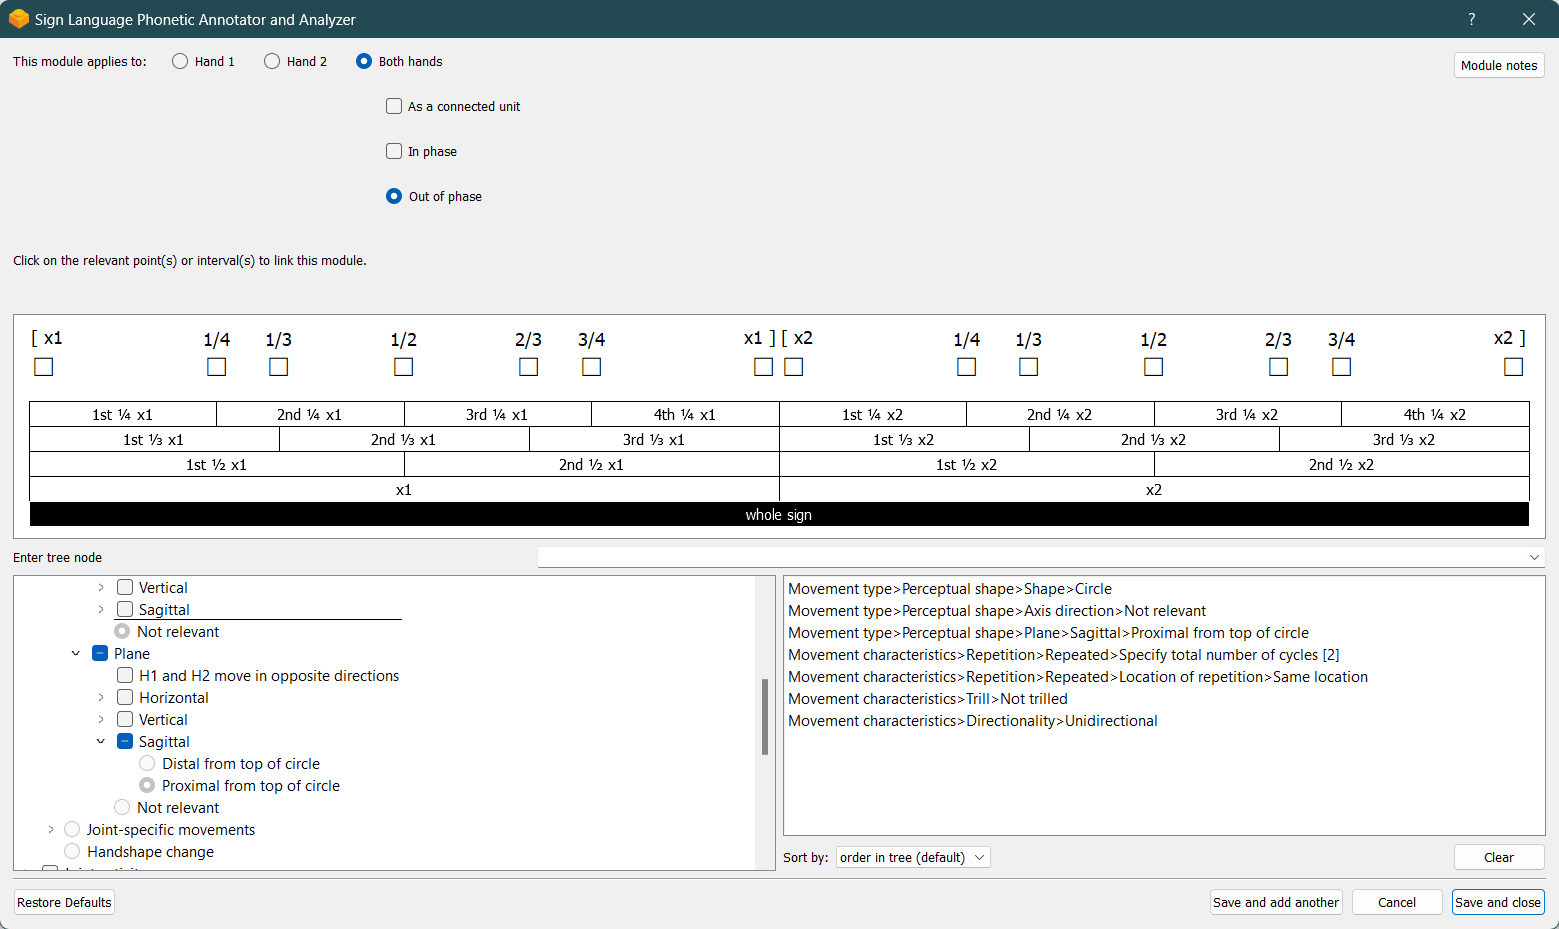 Sign Language Phonetic Annotator and Analyzer
?
This module applies to: Hand 1 Hand 2 Both hands
Module notes
As a connected unit
In phase
Out of phase
Click on the relevant point(s) or interval(s) to link this module.
[ x1 1/4 1/3 1/2 2/3 3/4 x1 ] [ x2 1/4 1/3 1/2 2/3 3/4 x2 ]
1st ¼ x1 2nd ¼ x1 3rd ¼ x1 4th ¼ x1 1st ¼ x2 2nd ¼ x2 3rd ¼ x2 4th ¼ x2
1st ⅓ x1 2nd ⅓ x1 3rd ⅓ x1 1st ⅓ x2 2nd ⅓ x2 3rd ⅓ x2
1st ½ x1 2nd ½ x1 1st ½ x2 2nd ½ x2
x1 x2
whole sign
Enter tree node
Vertical
Sagittal
Not relevant
Plane
H1 and H2 move in opposite directions
Horizontal
Vertical
Sagittal
Distal from top of circle
Proximal from top of circle
Not relevant
Joint-specific movements
Handshape change
Movement type>Perceptual shape>Shape>Circle
Movement type>Perceptual shape>Axis direction>Not relevant
Movement type>Perceptual shape>Plane>Sagittal>Proximal from top of circle
Movement characteristics>Repetition>Repeated>Specify total number of cycles [2]
Movement characteristics>Repetition>Repeated>Location of repetition>Same location
Movement characteristics>Trill>Not trilled
Movement characteristics>Directionality>Unidirectional
Sort by: order in tree (default)
Clear
Restore Defaults
Save and add another
Cancel
Save and close